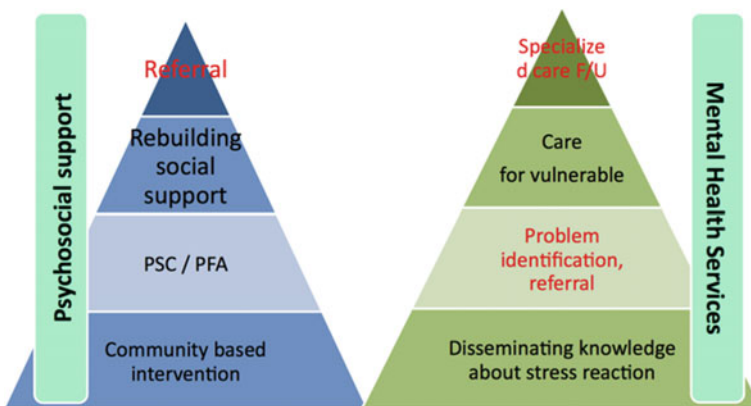 Psychosocial support
Referral
Rebuilding
social
support
PSC / PFA
Community based
intervention
Specialize
d care F/U
Care
for vulnerable
Problem
identification,
referral
Disseminating knowledge
about stress reaction
Mental Health Services